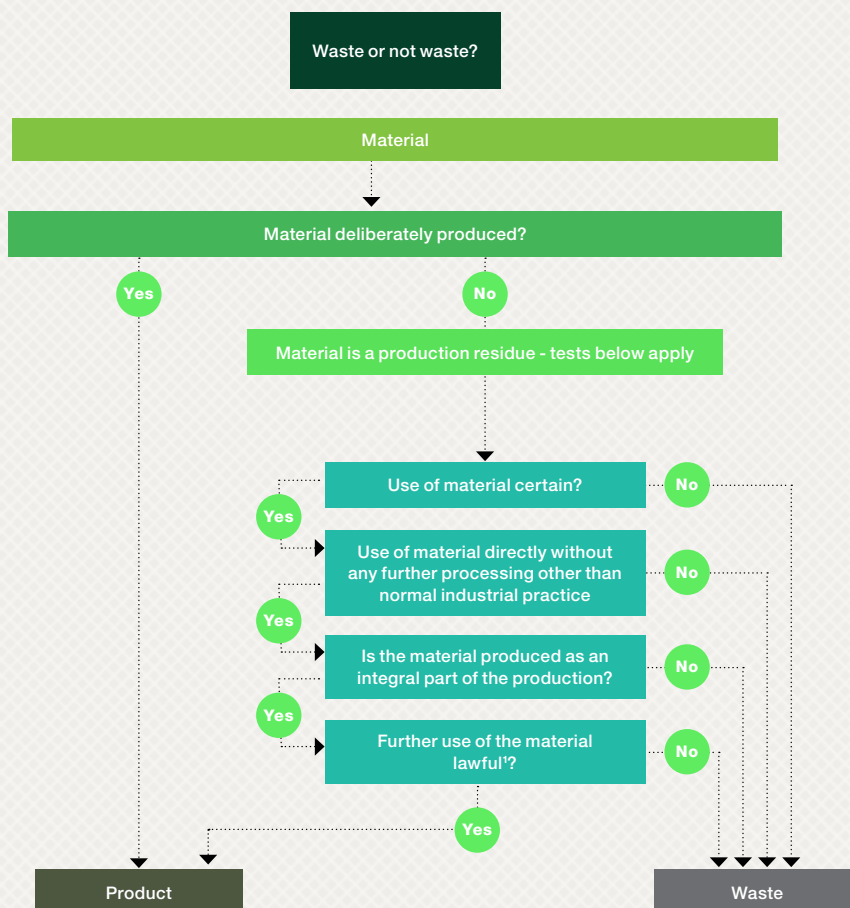 Waste or not waste?
Material
Material deliberately produced?
Yes
No
Material is a production residue - tests below apply
Use of material certain?
No
Yes
Use of material directly without
any further processing other than
normal industrial practice
No
Yes
Is the material produced as an
integral part of the production?
No
Yes
Further use of the material
lawful¹?
No
Yes
Product
Waste